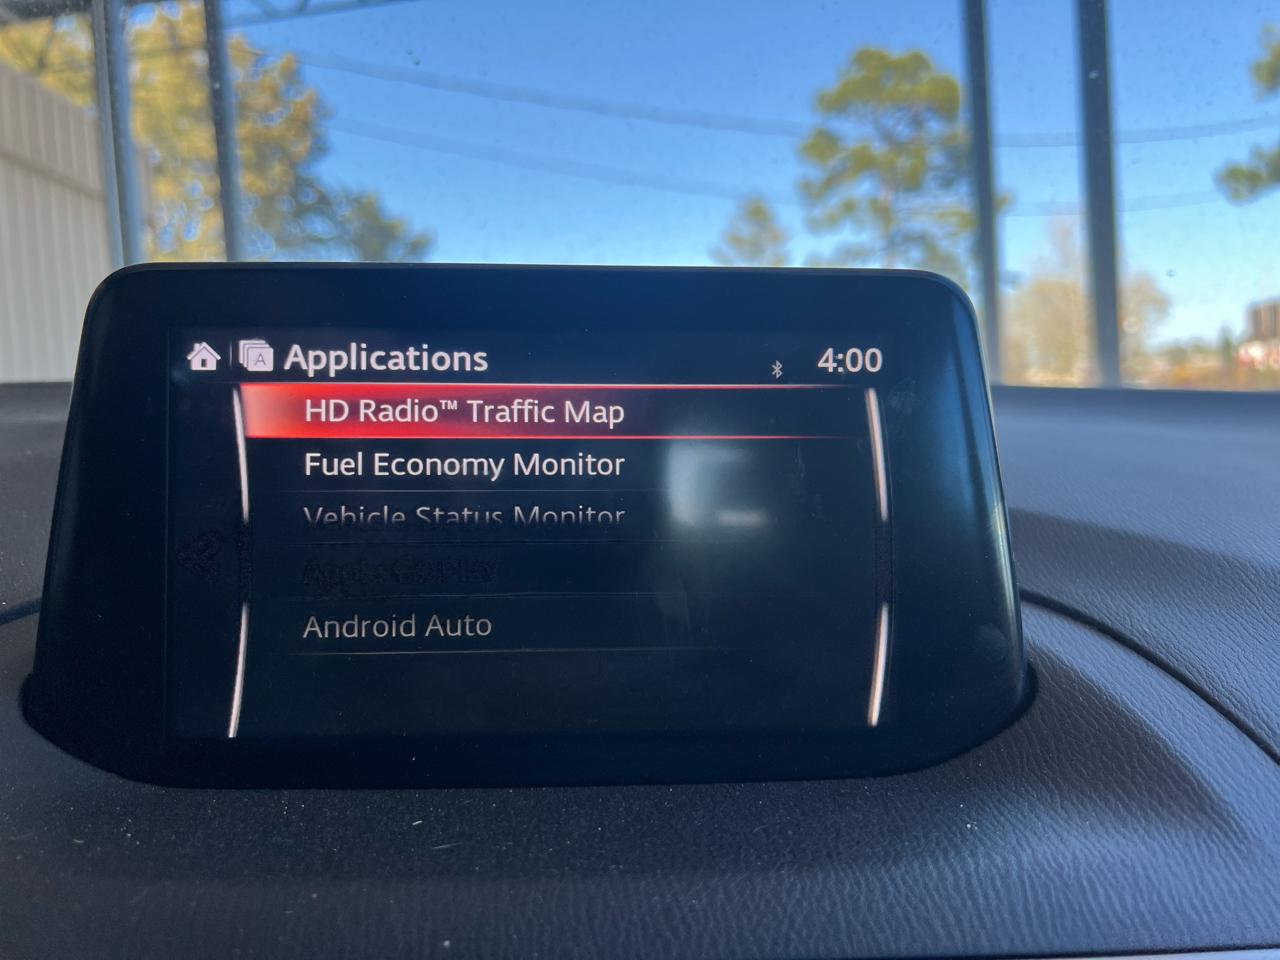 Applications
4:00
HD Radio™ Traffic Map
Fuel Economy Monitor
Vehicle Status Monitor
Android Auto